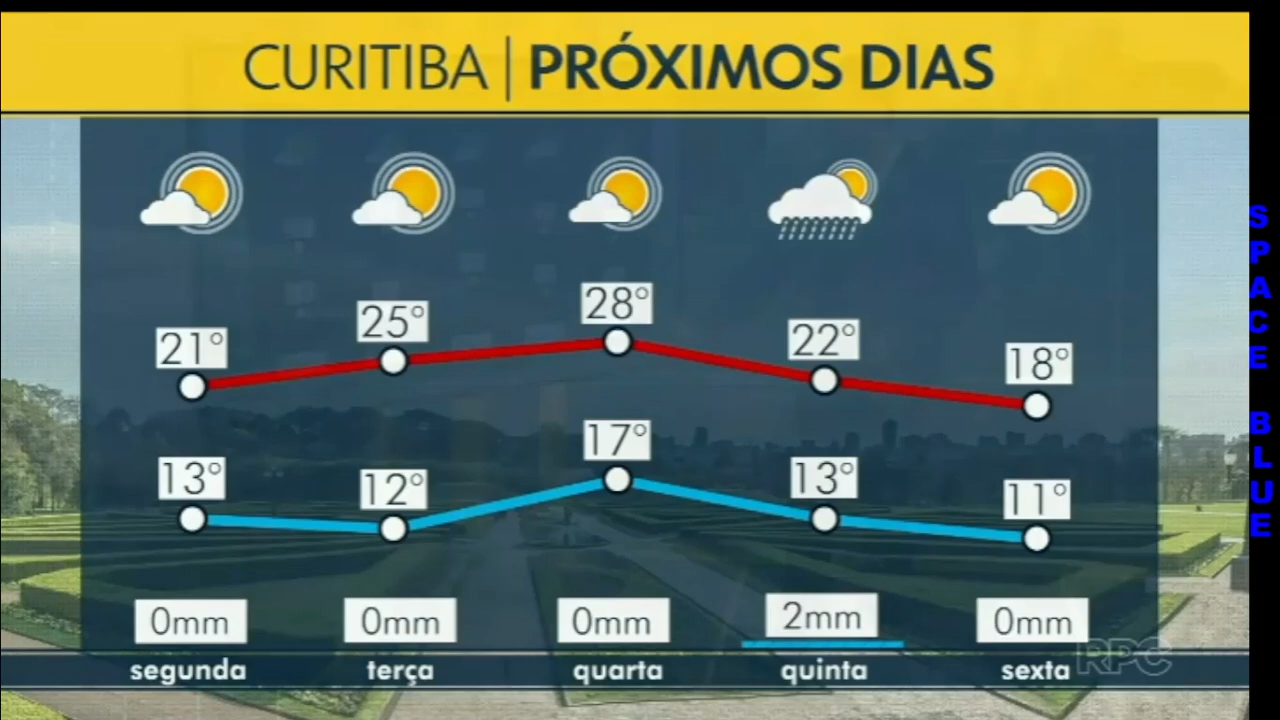 CURITIBA | PRÓXIMOS DIAS
21° 25° 28° 22° 18°
13° 12° 17° 13° 11°
0mm 0mm 0mm 2mm 0mm
segunda terça quarta quinta sexta
RPC
SPACE BLUE